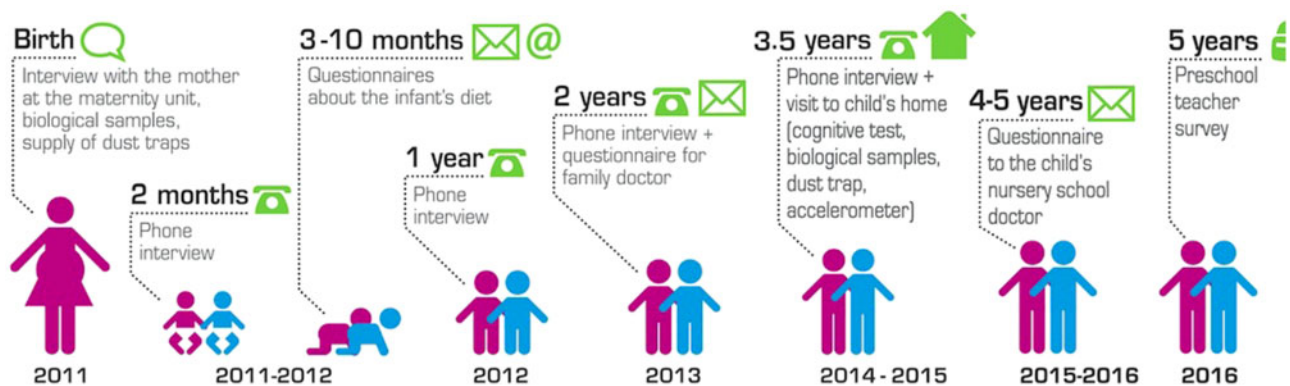 Birth
Interview with the mother
at the maternity unit,
biological samples,
supply of dust traps
2 months
Phone
interview
3-10 months @
Questionnaires
about the infant's diet
1 year
Phone
interview
2 years
Phone interview +
questionnaire for
family doctor
3.5 years
Phone interview +
visit to child's home
(cognitive test,
biological samples,
dust trap,
accelerometer)
4-5 years
Questionnaire
to the child's
nursery school
doctor
5 years
Preschool
teacher
survey
2011
2011-2012
2012
2013
2014 - 2015
2015-2016
2016